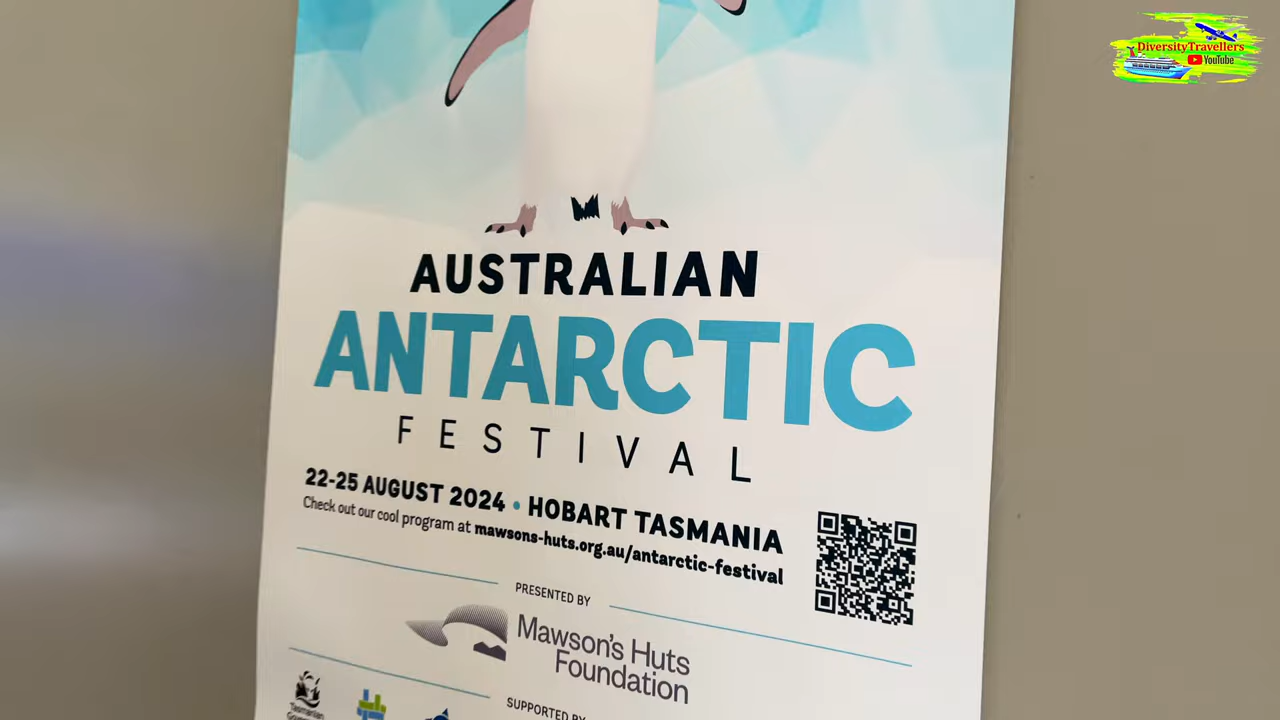 DiversityTravellers
YouTube
AUSTRALIAN
ANTARCTIC
FESTIVAL
22-25 AUGUST 2024 • HOBART TASMANIA
Check out our cool program at mawsons-huts.org.au/antarctic-festival
PRESENTED BY
Mawson's Huts
Foundation
SUPPORTED BY
Tasmanian